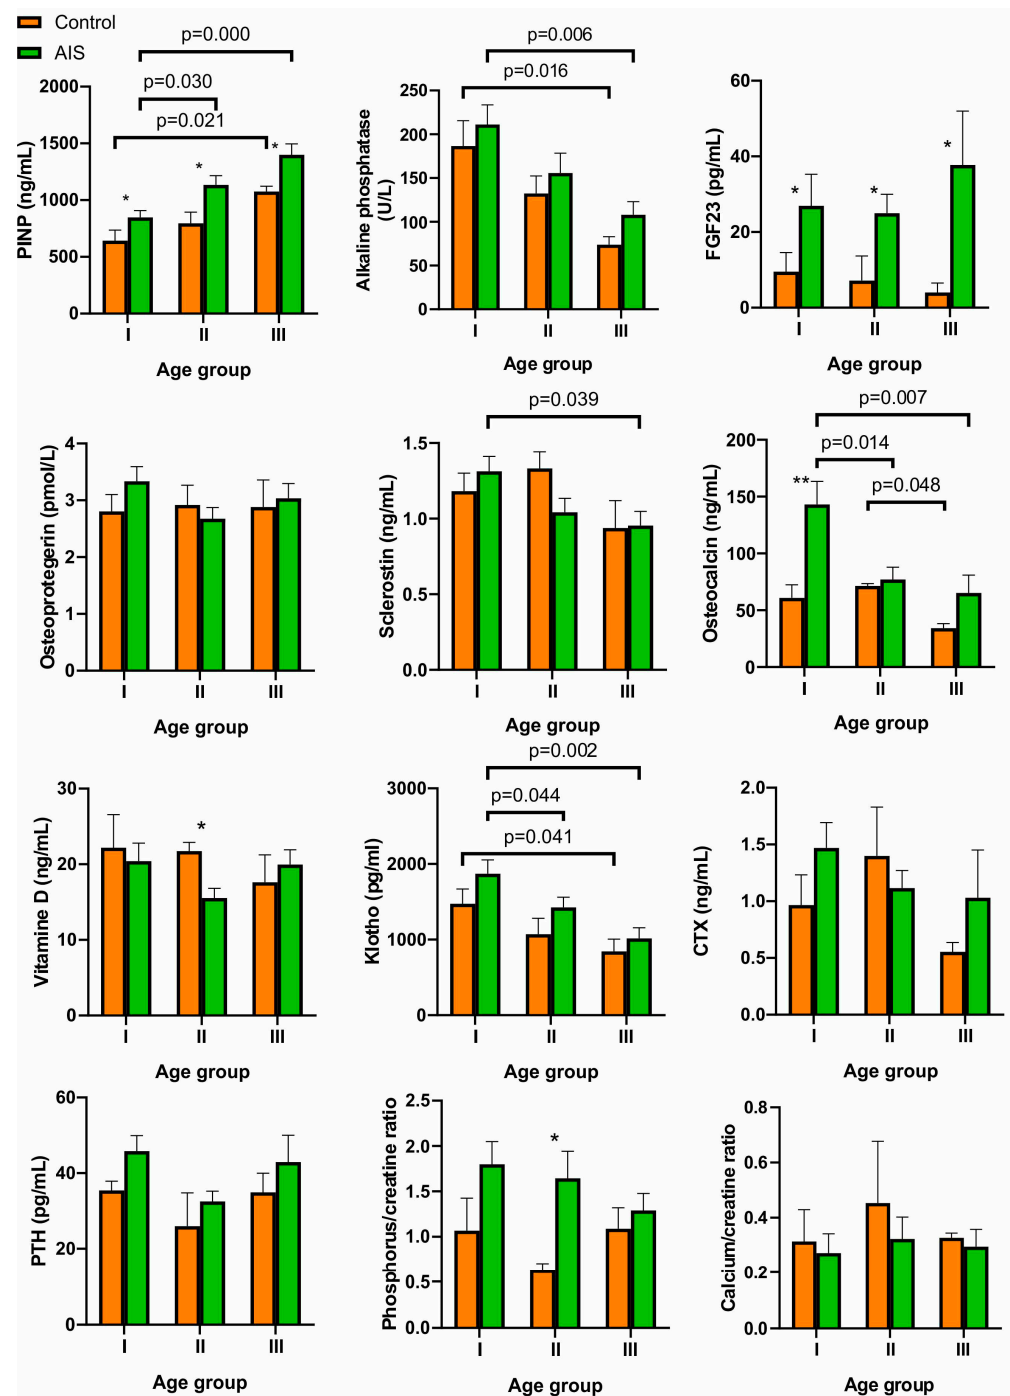 Control
AIS
p=0.000
p=0.030
p=0.021
PINP (ng/mL)
2000
1500
1000
500
0
*
*
*
I II III
Age group
p=0.006
p=0.016
Alkaline phosphatase
(U/L)
250
200
150
100
50
0
I II III
Age group
FGF23 (pg/mL)
60
40
20
0
*
*
*
I II III
Age group
Osteoprotegerin (pmol/L)
4
3
2
1
0
I II III
Age group
p=0.039
Sclerostin (ng/mL)
1.5
1.0
0.5
0.0
I II III
Age group
p=0.007
p=0.014
p=0.048
Osteocalcin (ng/mL)
200
150
100
50
0
**
I II III
Age group
Vitamine D (ng/mL)
30
20
10
0
*
I II III
Age group
p=0.002
p=0.044
p=0.041
Klotho (pg/ml)
3000
2000
1000
0
I II III
Age group
CTX (ng/mL)
2.0
1.5
1.0
0.5
0.0
I II III
Age group
PTH (pg/mL)
60
40
20
0
I II III
Age group
Phosphorus/creatine ratio
2.5
2.0
1.5
1.0
0.5
0.0
*
I II III
Age group
Calcium/creatine ratio
0.8
0.6
0.4
0.2
0.0
I II III
Age group